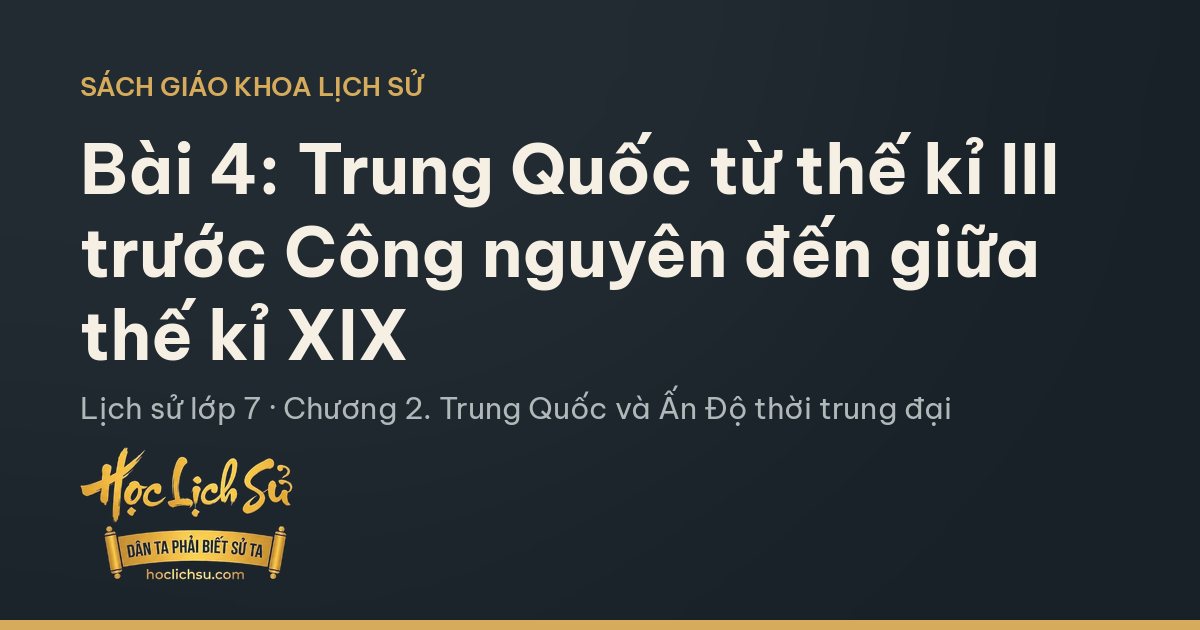 SÁCH GIÁO KHOA LỊCH SỬ
Bài 4: Trung Quốc từ thế kỉ III
trước Công nguyên đến giữa
thế kỉ XIX
Lịch sử lớp 7 · Chương 2. Trung Quốc và Ấn Độ thời trung đại
Học Lịch Sử
DÂN TA PHẢI BIẾT SỬ TA
hoclichsu.com